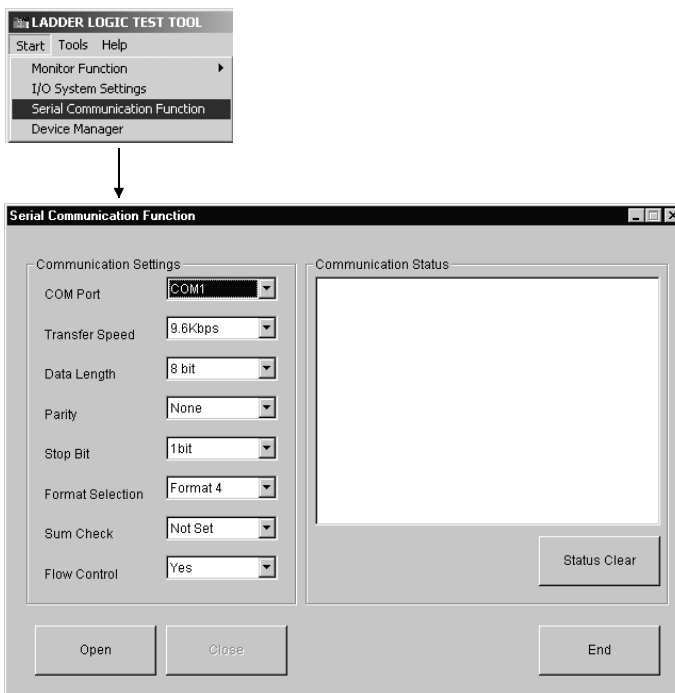 LADDER LOGIC TEST TOOL
Start Tools Help
Monitor Function
I/O System Settings
Serial Communication Function
Device Manager
Serial Communication Function
Communication Settings
COM Port COM1
Transfer Speed 9.6Kbps
Data Length 8 bit
Parity None
Stop Bit 1bit
Format Selection Format 4
Sum Check Not Set
Flow Control Yes
Communication Status
Status Clear
Open Close End